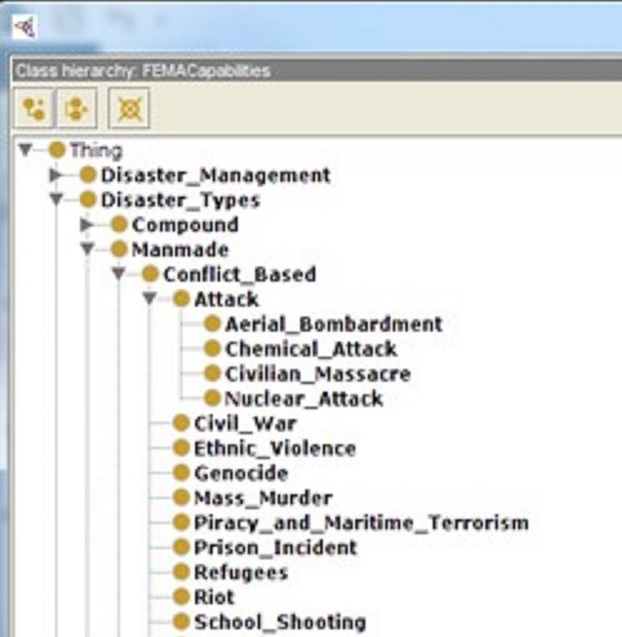 Class hierarchy: FEMACapabilities
Thing
Disaster_Management
Disaster_Types
Compound
Manmade
Conflict_Based
Attack
Aerial_Bombardment
Chemical_Attack
Civilian_Massacre
Nuclear_Attack
Civil_War
Ethnic_Violence
Genocide
Mass_Murder
Piracy_and_Maritime_Terrorism
Prison_Incident
Refugees
Riot
School_Shooting